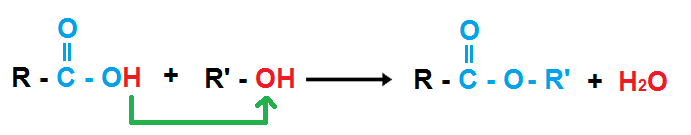 O O
R - C - OH + R' - OH R - C - O - R' + H2O